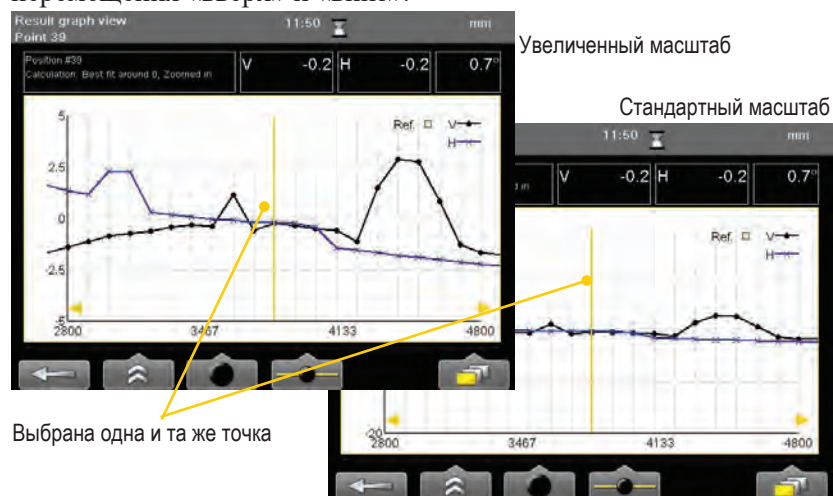 Result graph view 11:50 mm
Point 39
Position #39
Calculation: Best fit around 0, Zoomed in
V -0.2 H -0.2 0.7°
Увеличенный масштаб
5
Ref. V
H
2.5
0
-2.5
-5
2800 3467 4133 4800
Стандартный масштаб
11:50 mm
d in V -0.2 H -0.2 0.7°
Ref. V
H
-20
2800 3467 4133 4800
Выбрана одна и та же точка